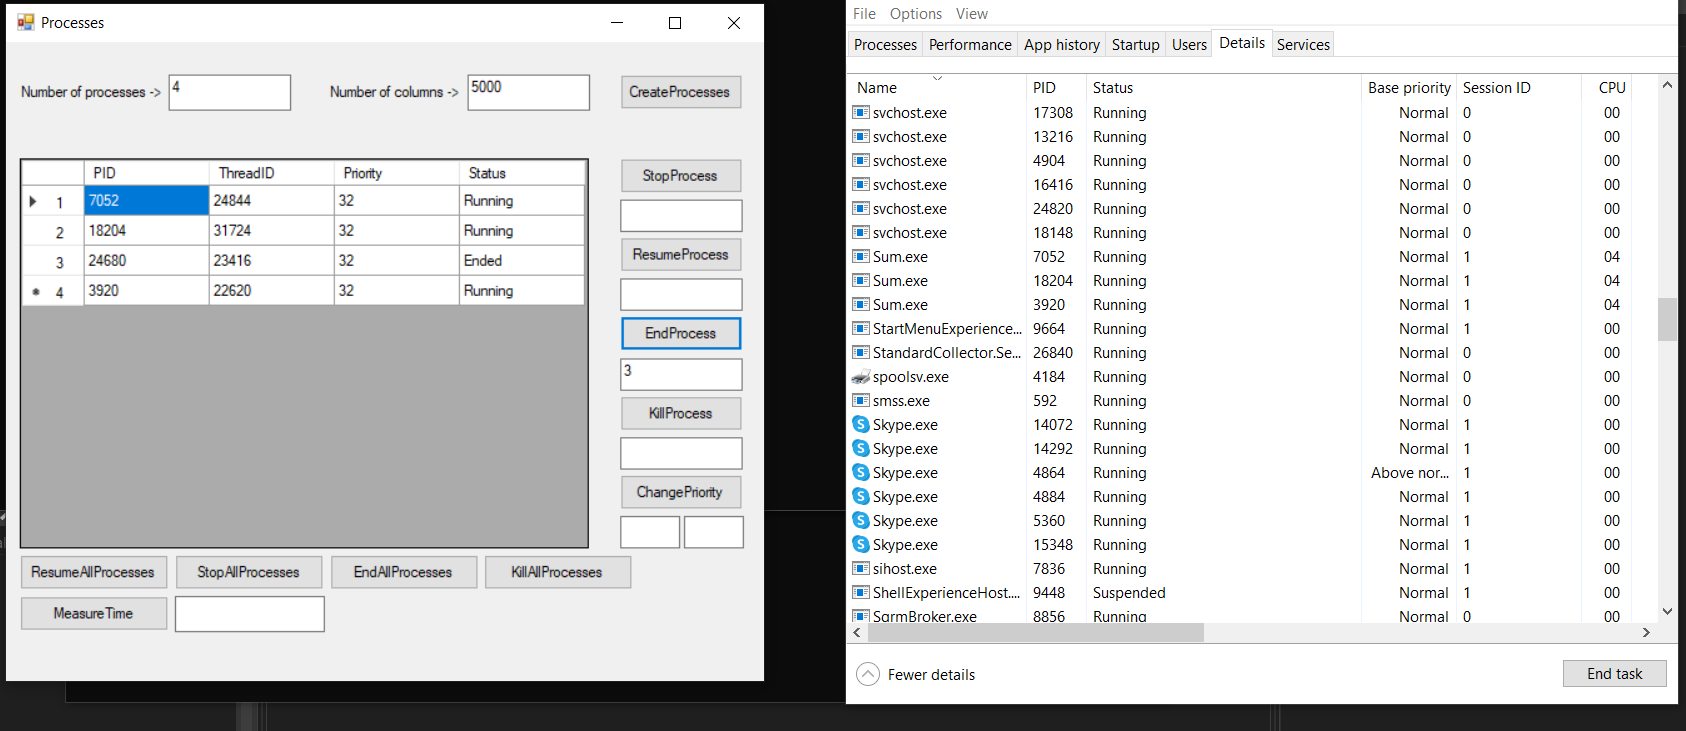 Processes
Number of processes -> 4 Number of columns -> 5000 CreateProcesses
PID ThreadID Priority Status
1 7052 24844 32 Running
2 18204 31724 32 Running
3 24680 23416 32 Ended
4 3920 22620 32 Running
StopProcess
ResumeProcess
EndProcess
3
KillProcess
ChangePriority
ResumeAllProcesses StopAllProcesses EndAllProcesses KillAllProcesses
MeasureTime
File Options View
Processes Performance App history Startup Users Details Services
Name PID Status Base priority Session ID CPU
svchost.exe 17308 Running Normal 0 00
svchost.exe 13216 Running Normal 0 00
svchost.exe 4904 Running Normal 0 00
svchost.exe 16416 Running Normal 0 00
svchost.exe 24820 Running Normal 0 00
svchost.exe 18148 Running Normal 0 00
Sum.exe 7052 Running Normal 1 04
Sum.exe 18204 Running Normal 1 04
Sum.exe 3920 Running Normal 1 04
StartMenuExperience... 9664 Running Normal 1 00
StandardCollector.Se... 26840 Running Normal 0 00
spoolsv.exe 4184 Running Normal 0 00
smss.exe 592 Running Normal 0 00
Skype.exe 14072 Running Normal 1 00
Skype.exe 14292 Running Normal 1 00
Skype.exe 4864 Running Above nor... 1 00
Skype.exe 4884 Running Normal 1 00
Skype.exe 5360 Running Normal 1 00
Skype.exe 15348 Running Normal 1 00
sihost.exe 7836 Running Normal 1 00
ShellExperienceHost.... 9448 Suspended Normal 1 00
SgrmBroker.exe 8856 Running Normal 0 00
Fewer details End task